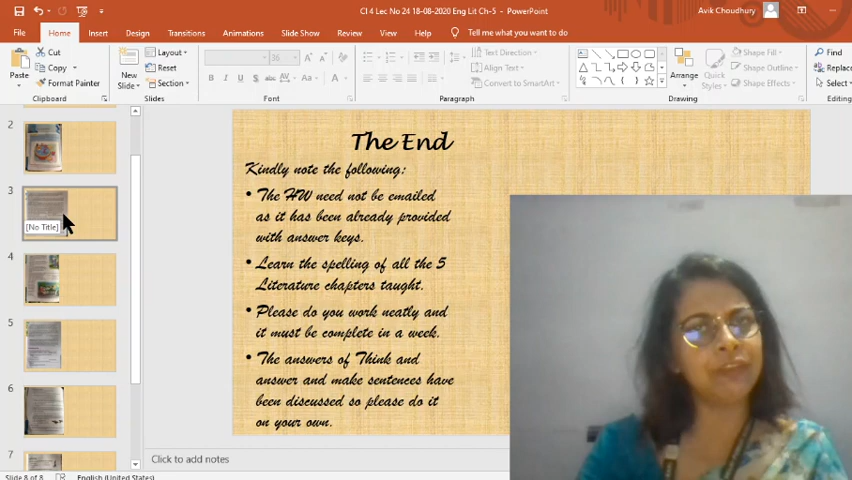 Cl 4 Lec No 24 18-08-2020 Eng Lit Ch-5 - PowerPoint
Avik Choudhury
File Home Insert Design Transitions Animations Slide Show Review View Help Tell me what you want to do
Paste
Cut
Copy
Format Painter
Clipboard
New
Slide
Layout
Reset
Section
Slides
36
Font
Paragraph
Text Direction
Align Text
Convert to SmartArt
Arrange
Quick
Styles
Shape Fill
Shape Outline
Shape Effects
Drawing
Find
Replace
Select
2
3
[No Title]
4
5
6
7
The End
Kindly note the following:
• The HW need not be emailed
as it has been already provided
with answer keys.
• Learn the spelling of all the 5
Literature chapters taught.
• Please do you work neatly and
it must be complete in a week.
• The answers of Think and
answer and make sentences have
been discussed so please do it
on your own.
Click to add notes
Slide 8 of 8 English (United States)